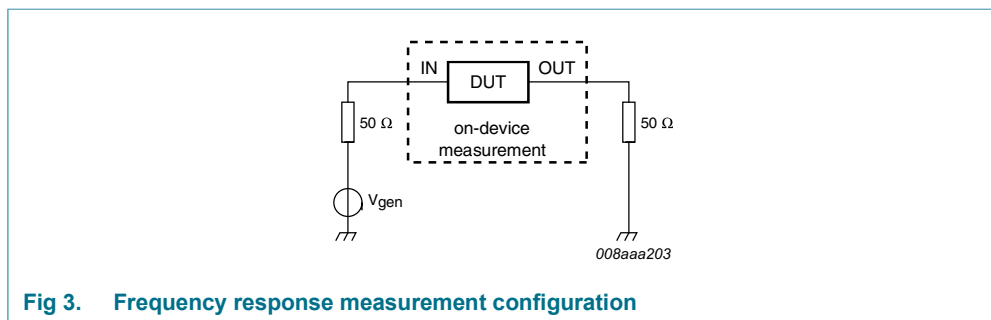 IN
DUT
OUT
50 Ω
on-device
measurement
50 Ω
Vgen
008aaa203
Fig 3. Frequency response measurement configuration